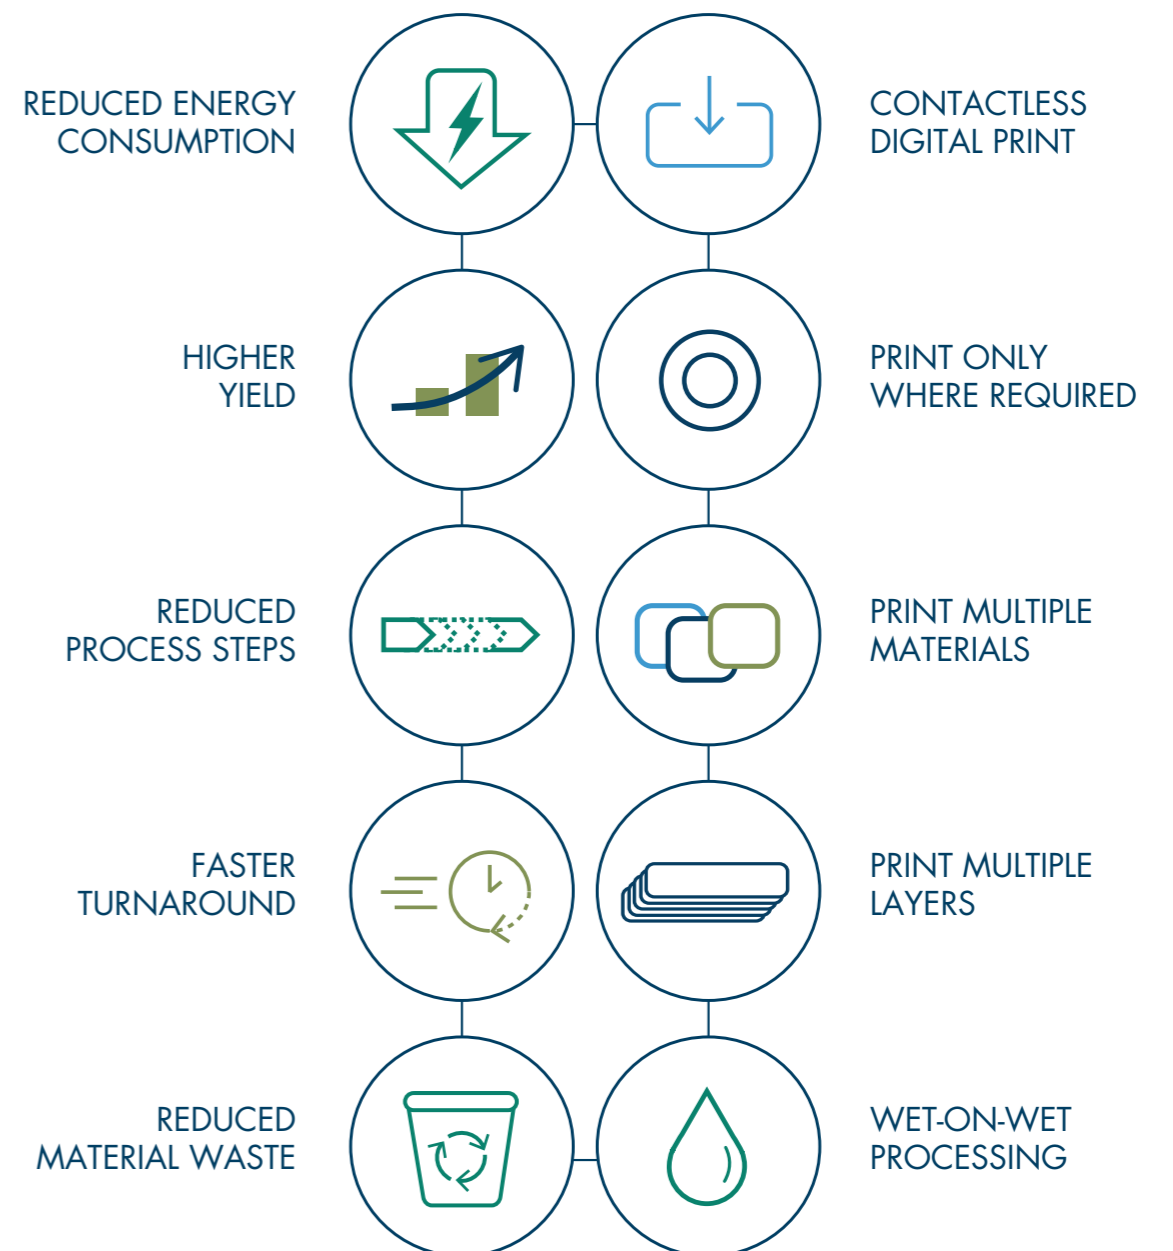 REDUCED ENERGY
CONSUMPTION
CONTACTLESS
DIGITAL PRINT
HIGHER
YIELD
PRINT ONLY
WHERE REQUIRED
REDUCED
PROCESS STEPS
PRINT MULTIPLE
MATERIALS
FASTER
TURNAROUND
PRINT MULTIPLE
LAYERS
REDUCED
MATERIAL WASTE
WET-ON-WET
PROCESSING